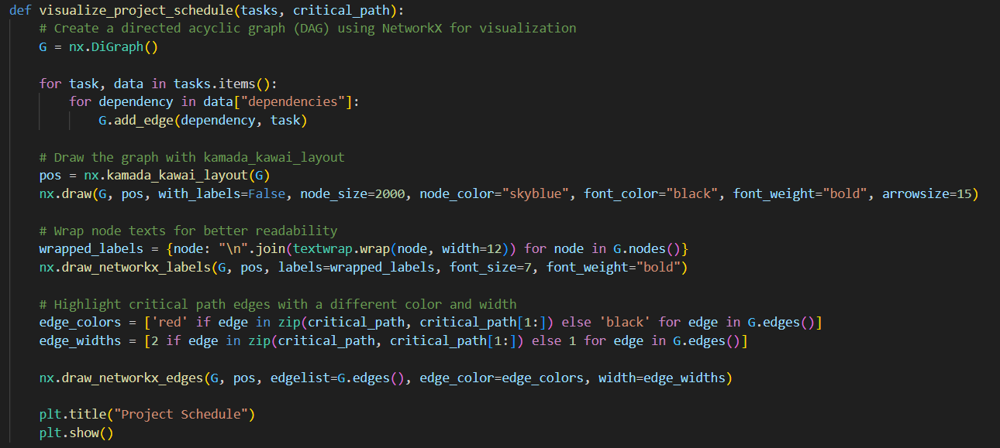 def visualize_project_schedule(tasks, critical_path):
    # Create a directed acyclic graph (DAG) using NetworkX for visualization
    G = nx.DiGraph()

    for task, data in tasks.items():
        for dependency in data["dependencies"]:
            G.add_edge(dependency, task)

    # Draw the graph with kamada_kawai_layout
    pos = nx.kamada_kawai_layout(G)
    nx.draw(G, pos, with_labels=False, node_size=2000, node_color="skyblue", font_color="black", font_weight="bold", arrowsize=15)

    # Wrap node texts for better readability
    wrapped_labels = {node: "\n".join(textwrap.wrap(node, width=12)) for node in G.nodes()}
    nx.draw_networkx_labels(G, pos, labels=wrapped_labels, font_size=7, font_weight="bold")

    # Highlight critical path edges with a different color and width
    edge_colors = ['red' if edge in zip(critical_path, critical_path[1:]) else 'black' for edge in G.edges()]
    edge_widths = [2 if edge in zip(critical_path, critical_path[1:]) else 1 for edge in G.edges()]

    nx.draw_networkx_edges(G, pos, edgelist=G.edges(), edge_color=edge_colors, width=edge_widths)

    plt.title("Project Schedule")
    plt.show()